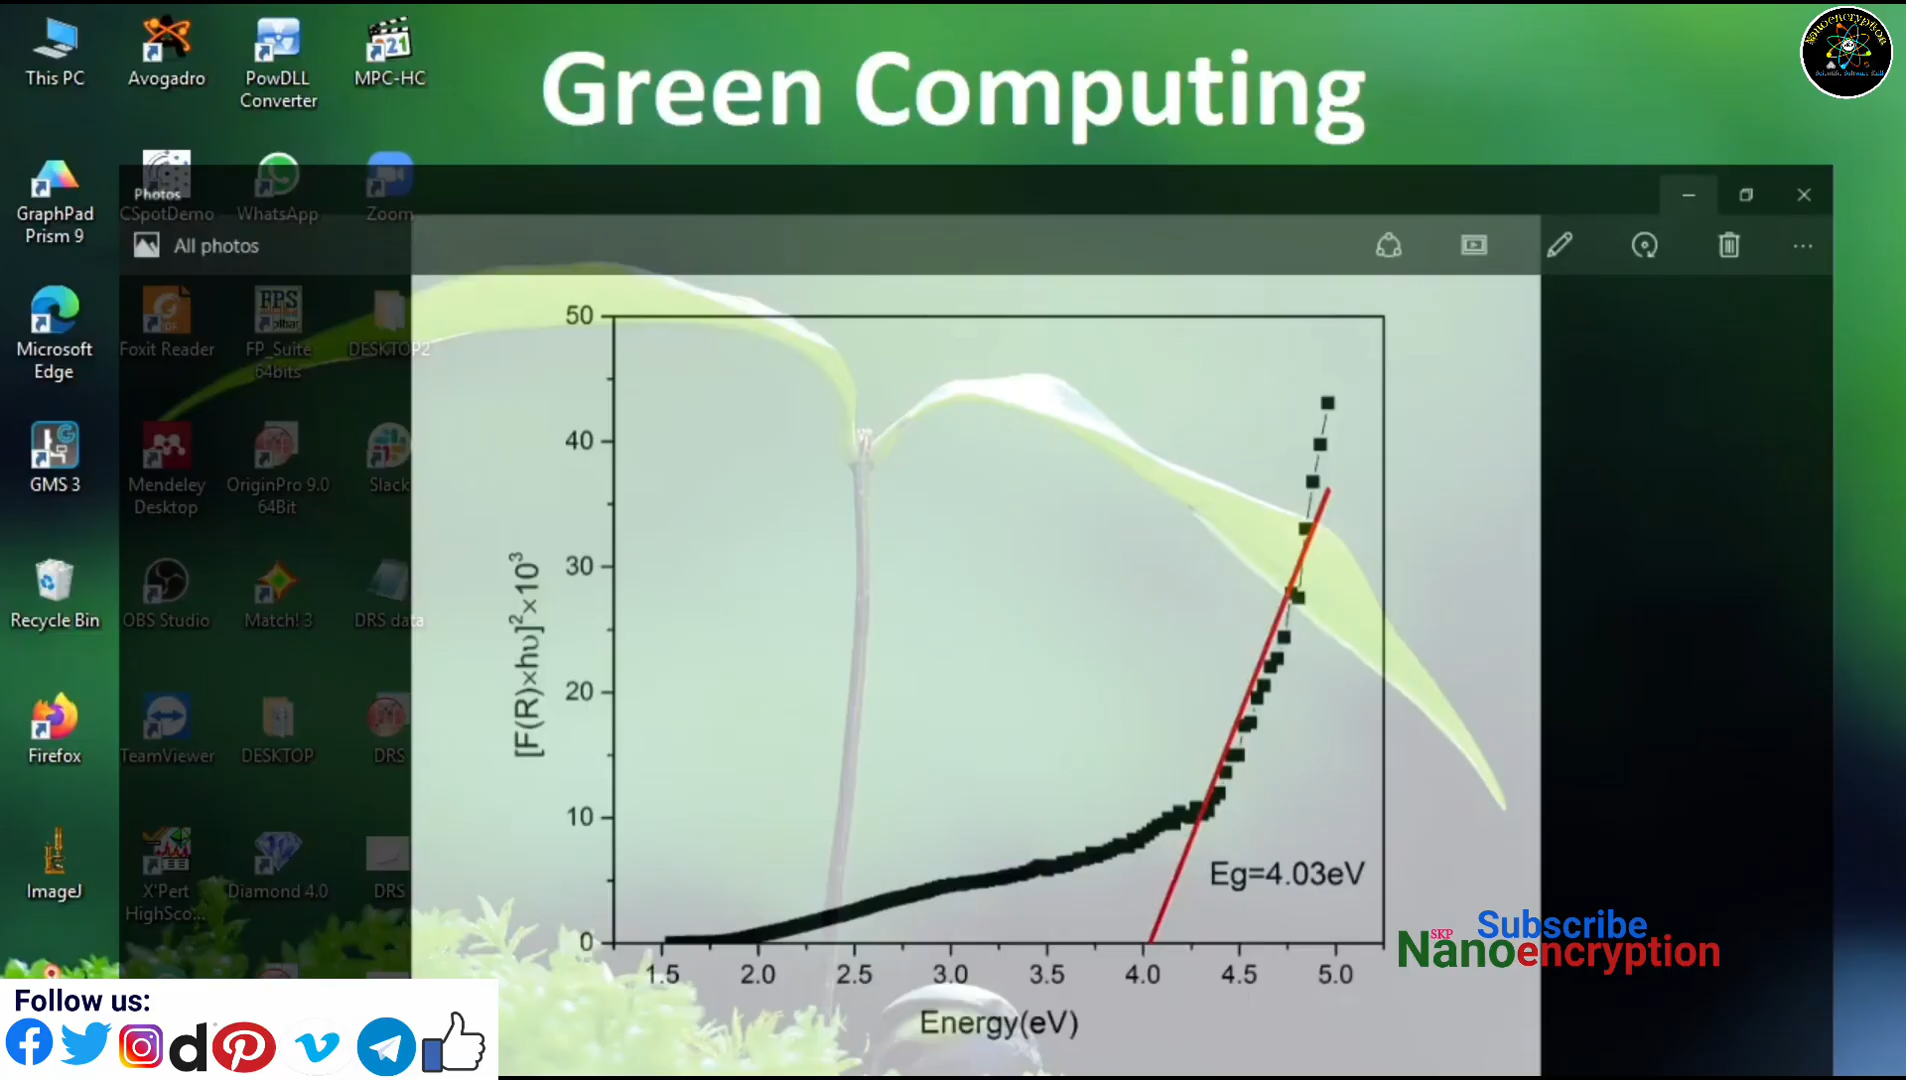 Green Computing
Nanoencryption
This PC
Avogadro
PowDLL
Converter
MPC-HC
GraphPad
Prism 9
Photos
CSpotDemo
WhatsApp
Zoom
All photos
Microsoft
Edge
Foxit Reader
FP_Suite
64bits
DESKTOP2
GMS 3
Mendeley
Desktop
OriginPro 9.0
64Bit
Slack
Recycle Bin
OBS Studio
Match! 3
DRS data
Firefox
TeamViewer
DESKTOP
DRS
ImageJ
X'Pert
HighSco...
Diamond 4.0
DRS
50
40
30
20
10
0
[F(R)×hυ]²×10³
Eg=4.03eV
1.5 2.0 2.5 3.0 3.5 4.0 4.5 5.0
Energy(eV)
Subscribe
SKP
Nanoencryption
Follow us: